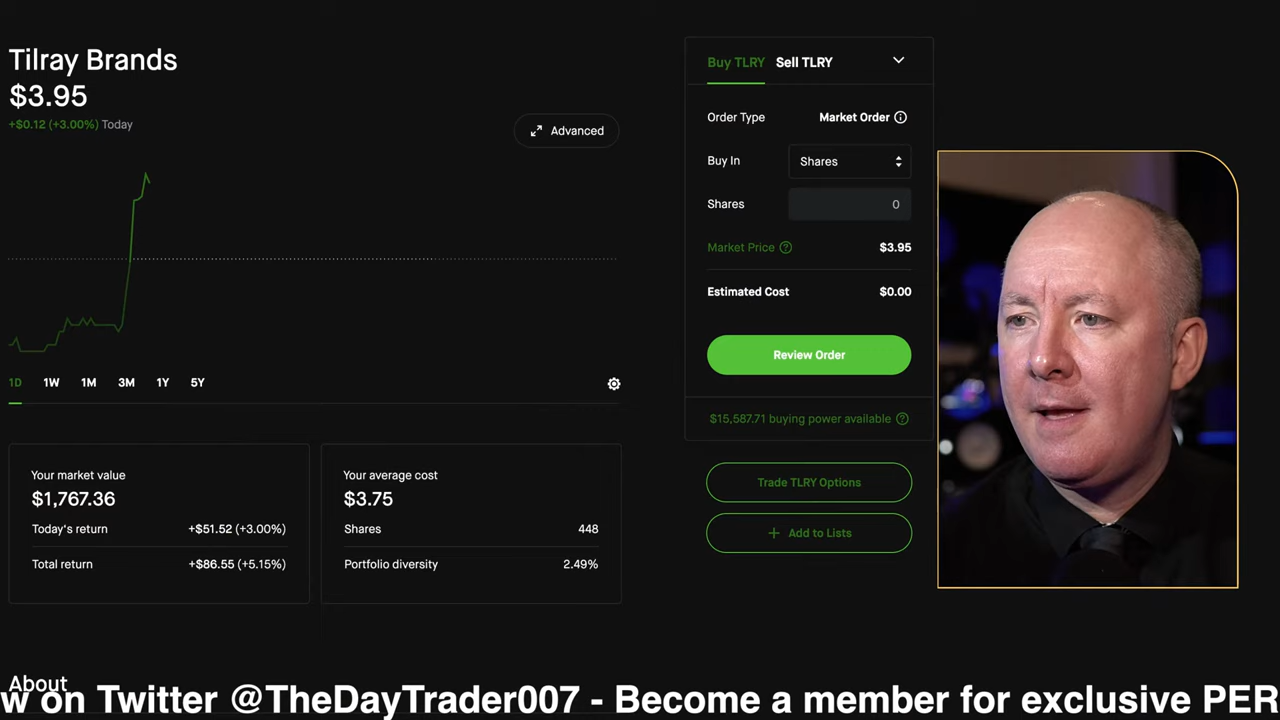 Tilray Brands
$3.95
+$0.12 (+3.00%) Today
Advanced
1D 1W 1M 3M 1Y 5Y
Your market value
$1,767.36
Today's return +$51.52 (+3.00%)
Total return +$86.55 (+5.15%)
Your average cost
$3.75
Shares 448
Portfolio diversity 2.49%
Buy TLRY Sell TLRY
Order Type Market Order
Buy In Shares
Shares 0
Market Price $3.95
Estimated Cost $0.00
Review Order
$15,587.71 buying power available
Trade TLRY Options
+ Add to Lists
About
w on Twitter @TheDayTrader007 - Become a member for exclusive PER